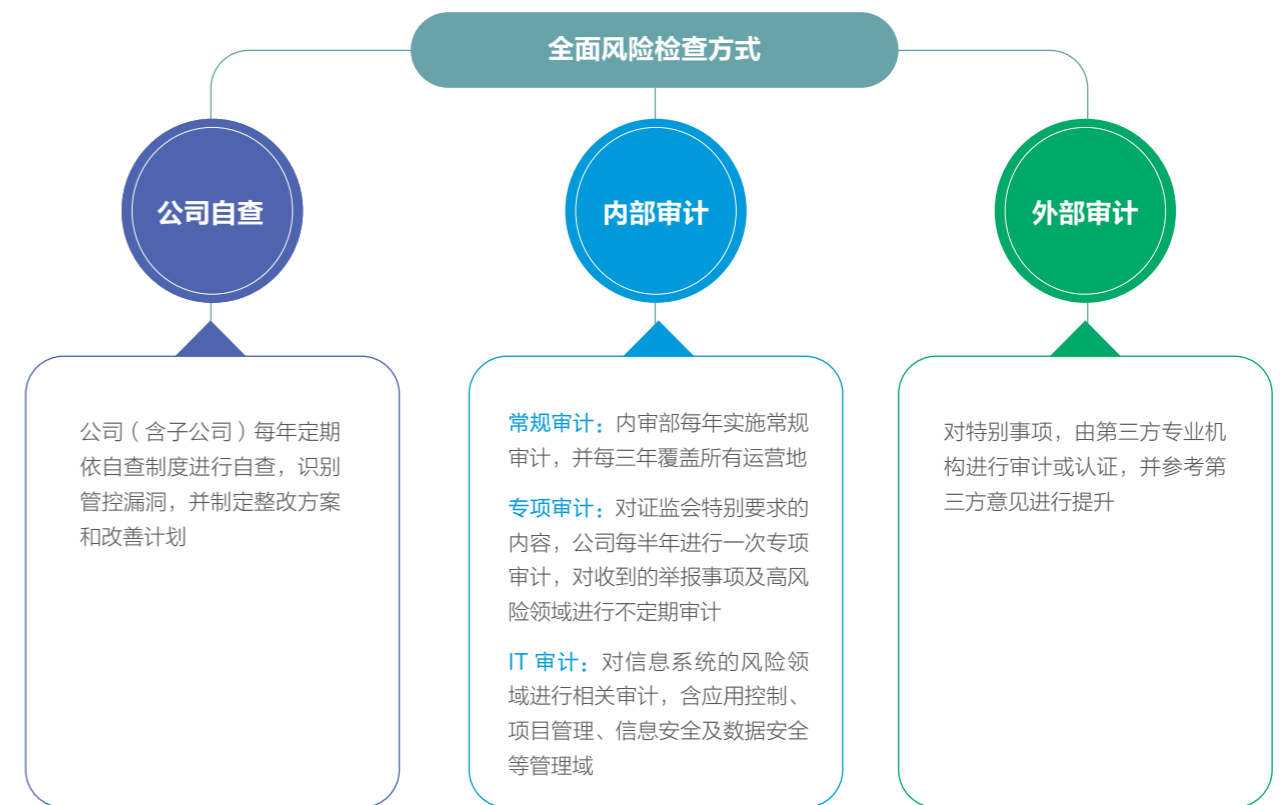 全面风险检查方式
公司自查
内部审计
外部审计
公司（含子公司）每年定期
依自查制度进行自查，识别
管控漏洞，并制定整改方案
和改善计划
常规审计：内审部每年实施常规
审计，并每三年覆盖所有运营地
专项审计：对证监会特别要求的
内容，公司每半年进行一次专项
审计，对收到的举报事项及高风
险领域进行不定期审计
IT 审计：对信息系统的风险领
域进行相关审计，含应用控制、
项目管理、信息安全及数据安全
等管理域
对特别事项，由第三方专业机
构进行审计或认证，并参考第
三方意见进行提升